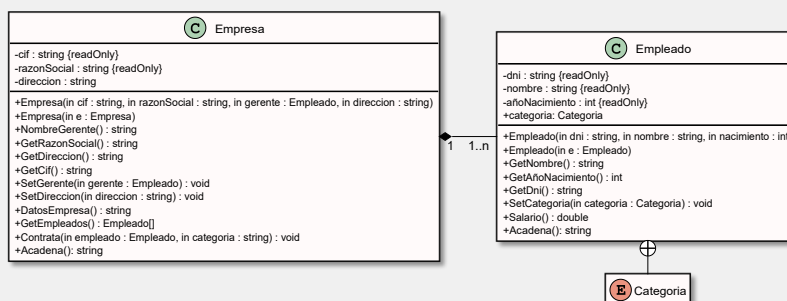 C Empresa
-cif : string {readOnly}
-razonSocial : string {readOnly}
-direccion : string
+Empresa(in cif : string, in razonSocial : string, in gerente : Empleado, in direccion : string)
+Empresa(in e : Empresa)
+NombreGerente() : string
+GetRazonSocial() : string
+GetDireccion() : string
+GetCif() : string
+SetGerente(in gerente : Empleado) : void
+SetDireccion(in direccion : string) : void
+DatosEmpresa() : string
+GetEmpleados() : Empleado[]
+Contrata(in empleado : Empleado, in categoria : string) : void
+Acadena(): string
1 1..n
C Empleado
-dni : string {readOnly}
-nombre : string {readOnly}
-añoNacimiento : int {readOnly}
+categoria: Categoria
+Empleado(in dni : string, in nombre : string, in nacimiento : int
+Empleado(in e : Empleado)
+GetNombre() : string
+GetAñoNacimiento() : int
+GetDni() : string
+SetCategoria(in categoria : Categoria) : void
+Salario() : double
+Acadena(): string
E Categoria